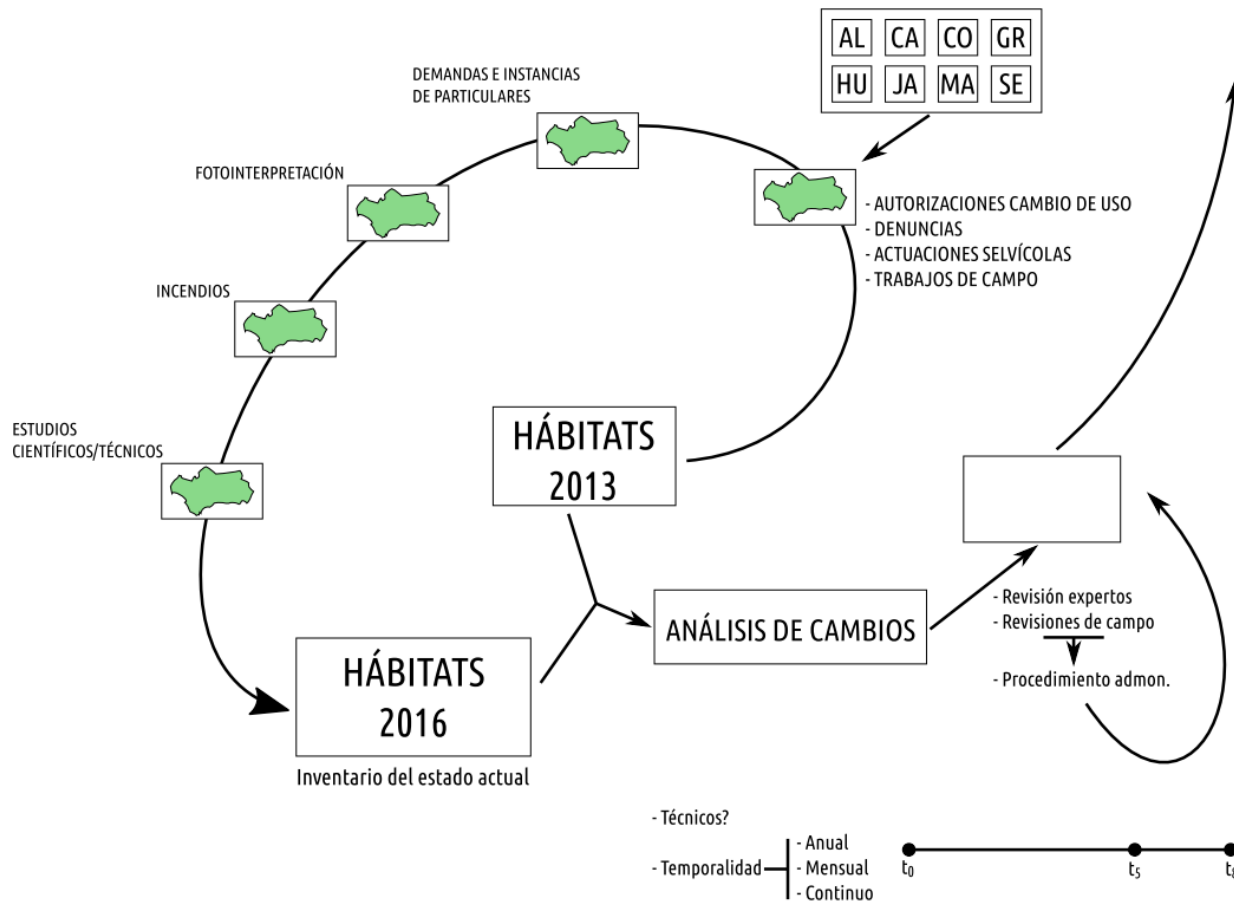 AL CA CO GR
HU JA MA SE
DEMANDAS E INSTANCIAS
DE PARTICULARES
FOTOINTERPRETACIÓN
- AUTORIZACIONES CAMBIO DE USO
- DENUNCIAS
- ACTUACIONES SELVÍCOLAS
- TRABAJOS DE CAMPO
INCENDIOS
ESTUDIOS
CIENTÍFICOS/TÉCNICOS
HÁBITATS
2013
HÁBITATS
2016
Inventario del estado actual
ANÁLISIS DE CAMBIOS
- Revisión expertos
- Revisiones de campo
- Procedimiento admon.
- Técnicos?
- Temporalidad
- Anual
- Mensual
- Continuo
t₀ t₅